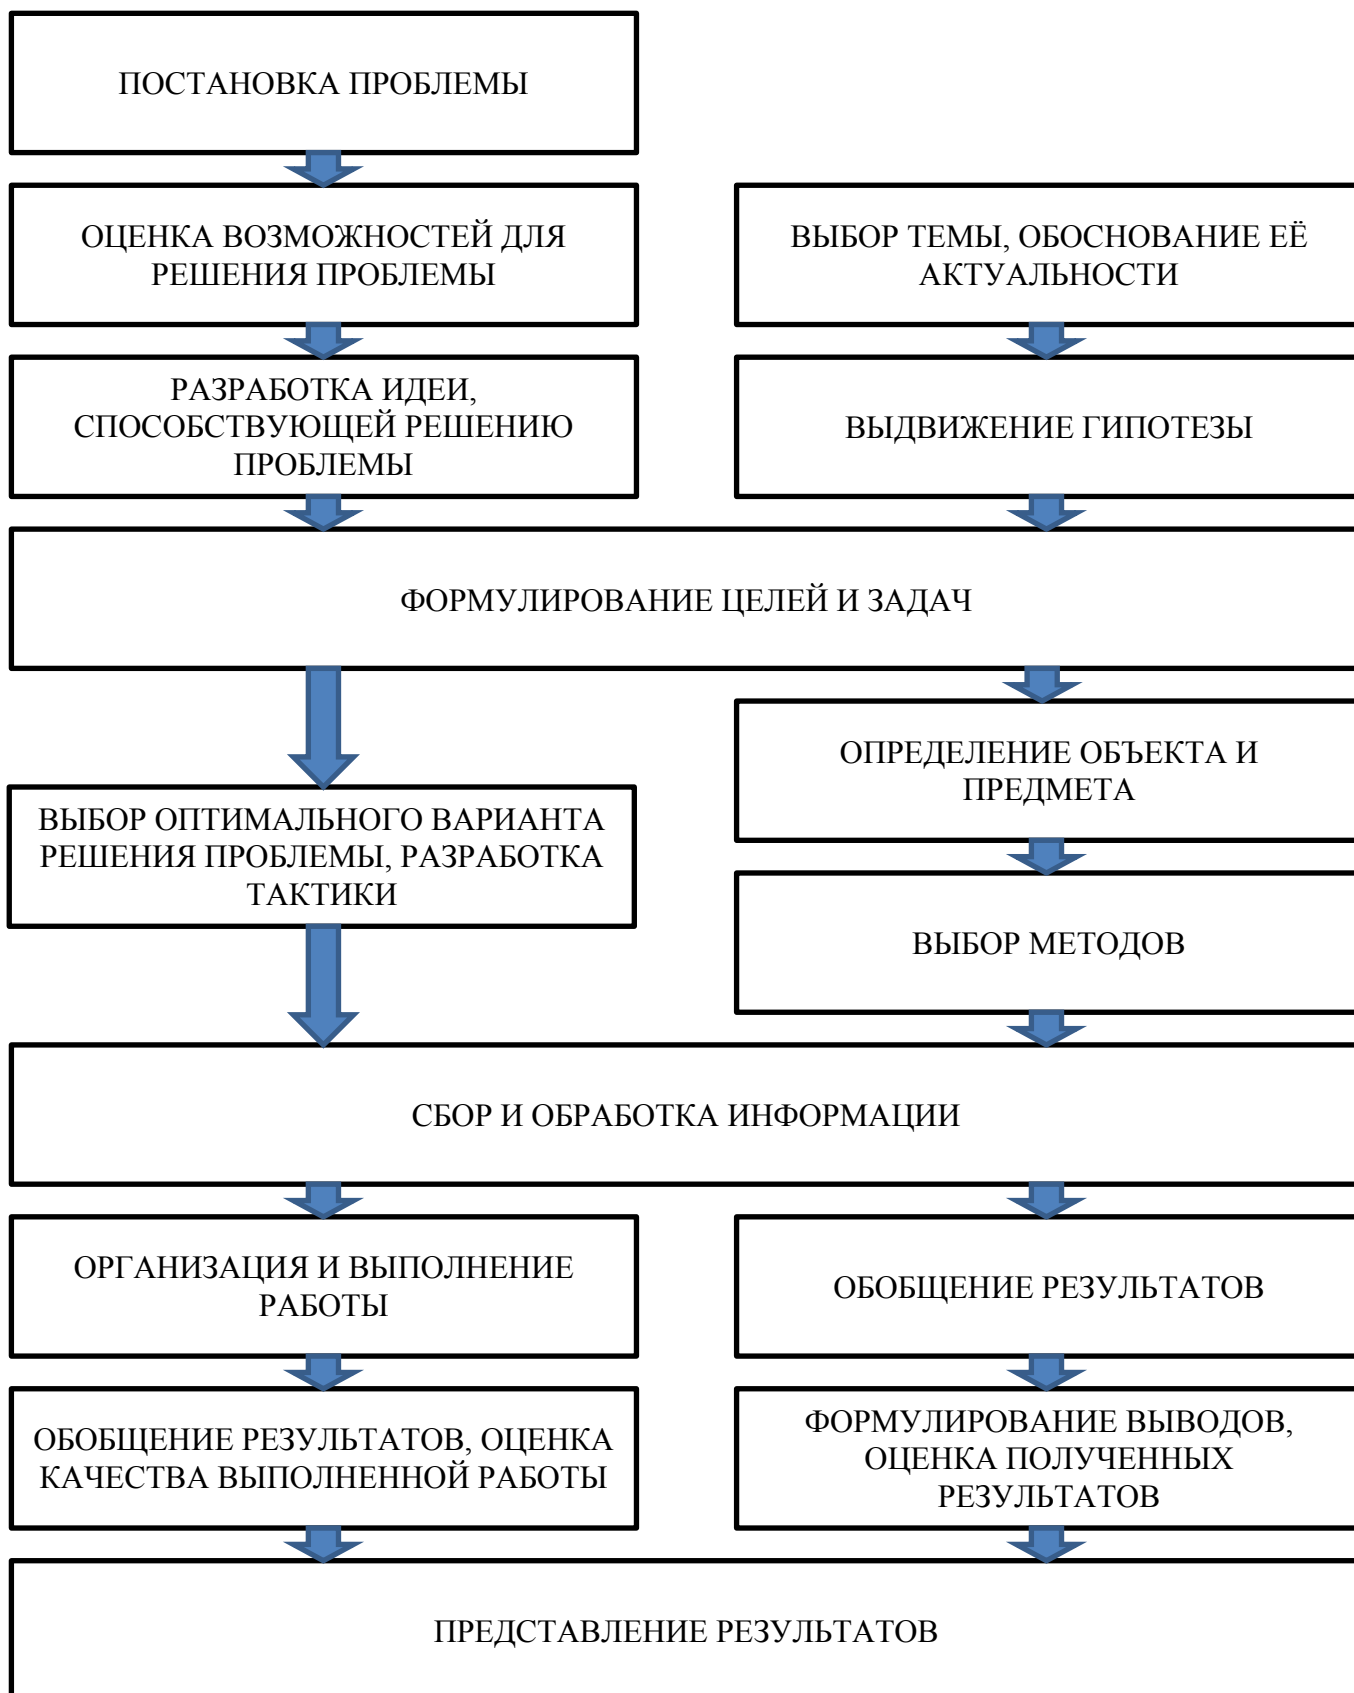 ПОСТАНОВКА ПРОБЛЕМЫ
ОЦЕНКА ВОЗМОЖНОСТЕЙ ДЛЯ
РЕШЕНИЯ ПРОБЛЕМЫ
ВЫБОР ТЕМЫ, ОБОСНОВАНИЕ ЕЁ
АКТУАЛЬНОСТИ
РАЗРАБОТКА ИДЕИ,
СПОСОБСТВУЮЩЕЙ РЕШЕНИЮ
ПРОБЛЕМЫ
ВЫДВИЖЕНИЕ ГИПОТЕЗЫ
ФОРМУЛИРОВАНИЕ ЦЕЛЕЙ И ЗАДАЧ
ОПРЕДЕЛЕНИЕ ОБЪЕКТА И
ПРЕДМЕТА
ВЫБОР ОПТИМАЛЬНОГО ВАРИАНТА
РЕШЕНИЯ ПРОБЛЕМЫ, РАЗРАБОТКА
ТАКТИКИ
ВЫБОР МЕТОДОВ
СБОР И ОБРАБОТКА ИНФОРМАЦИИ
ОРГАНИЗАЦИЯ И ВЫПОЛНЕНИЕ
РАБОТЫ
ОБОБЩЕНИЕ РЕЗУЛЬТАТОВ
ОБОБЩЕНИЕ РЕЗУЛЬТАТОВ, ОЦЕНКА
КАЧЕСТВА ВЫПОЛНЕННОЙ РАБОТЫ
ФОРМУЛИРОВАНИЕ ВЫВОДОВ,
ОЦЕНКА ПОЛУЧЕННЫХ
РЕЗУЛЬТАТОВ
ПРЕДСТАВЛЕНИЕ РЕЗУЛЬТАТОВ